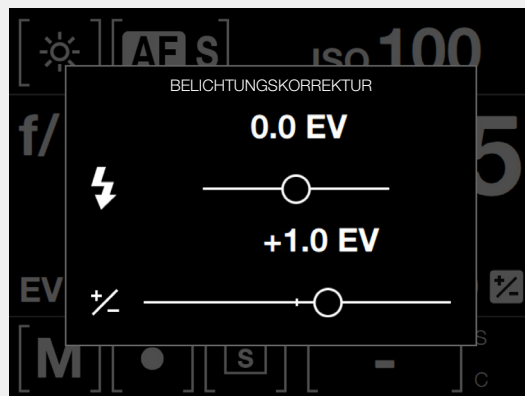 AF S ISO 100
BELICHTUNGSKORREKTUR
0.0 EV
f/ 5
+1.0 EV
EV
M S - S
C